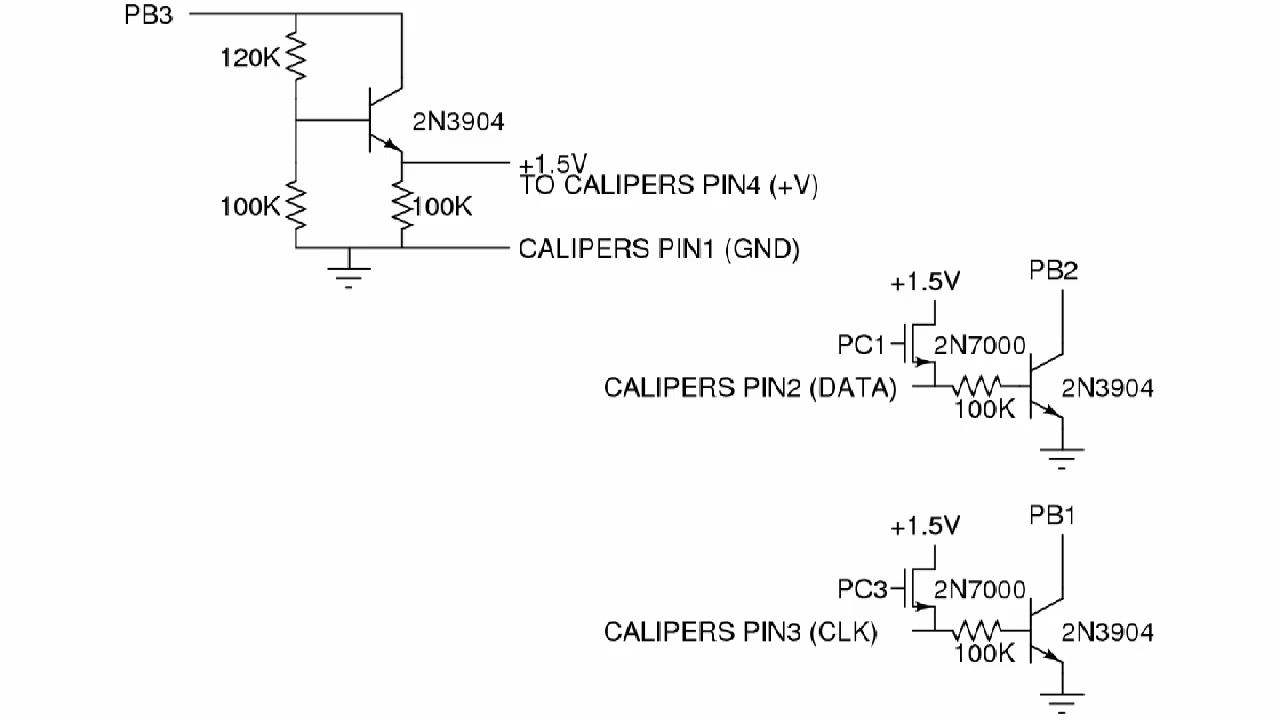 PB3
120K
2N3904
+1.5V
TO CALIPERS PIN4 (+V)
100K
100K
CALIPERS PIN1 (GND)
PB2
+1.5V
PC1
2N7000
CALIPERS PIN2 (DATA)
2N3904
100K
PB1
+1.5V
PC3
2N7000
CALIPERS PIN3 (CLK)
2N3904
100K